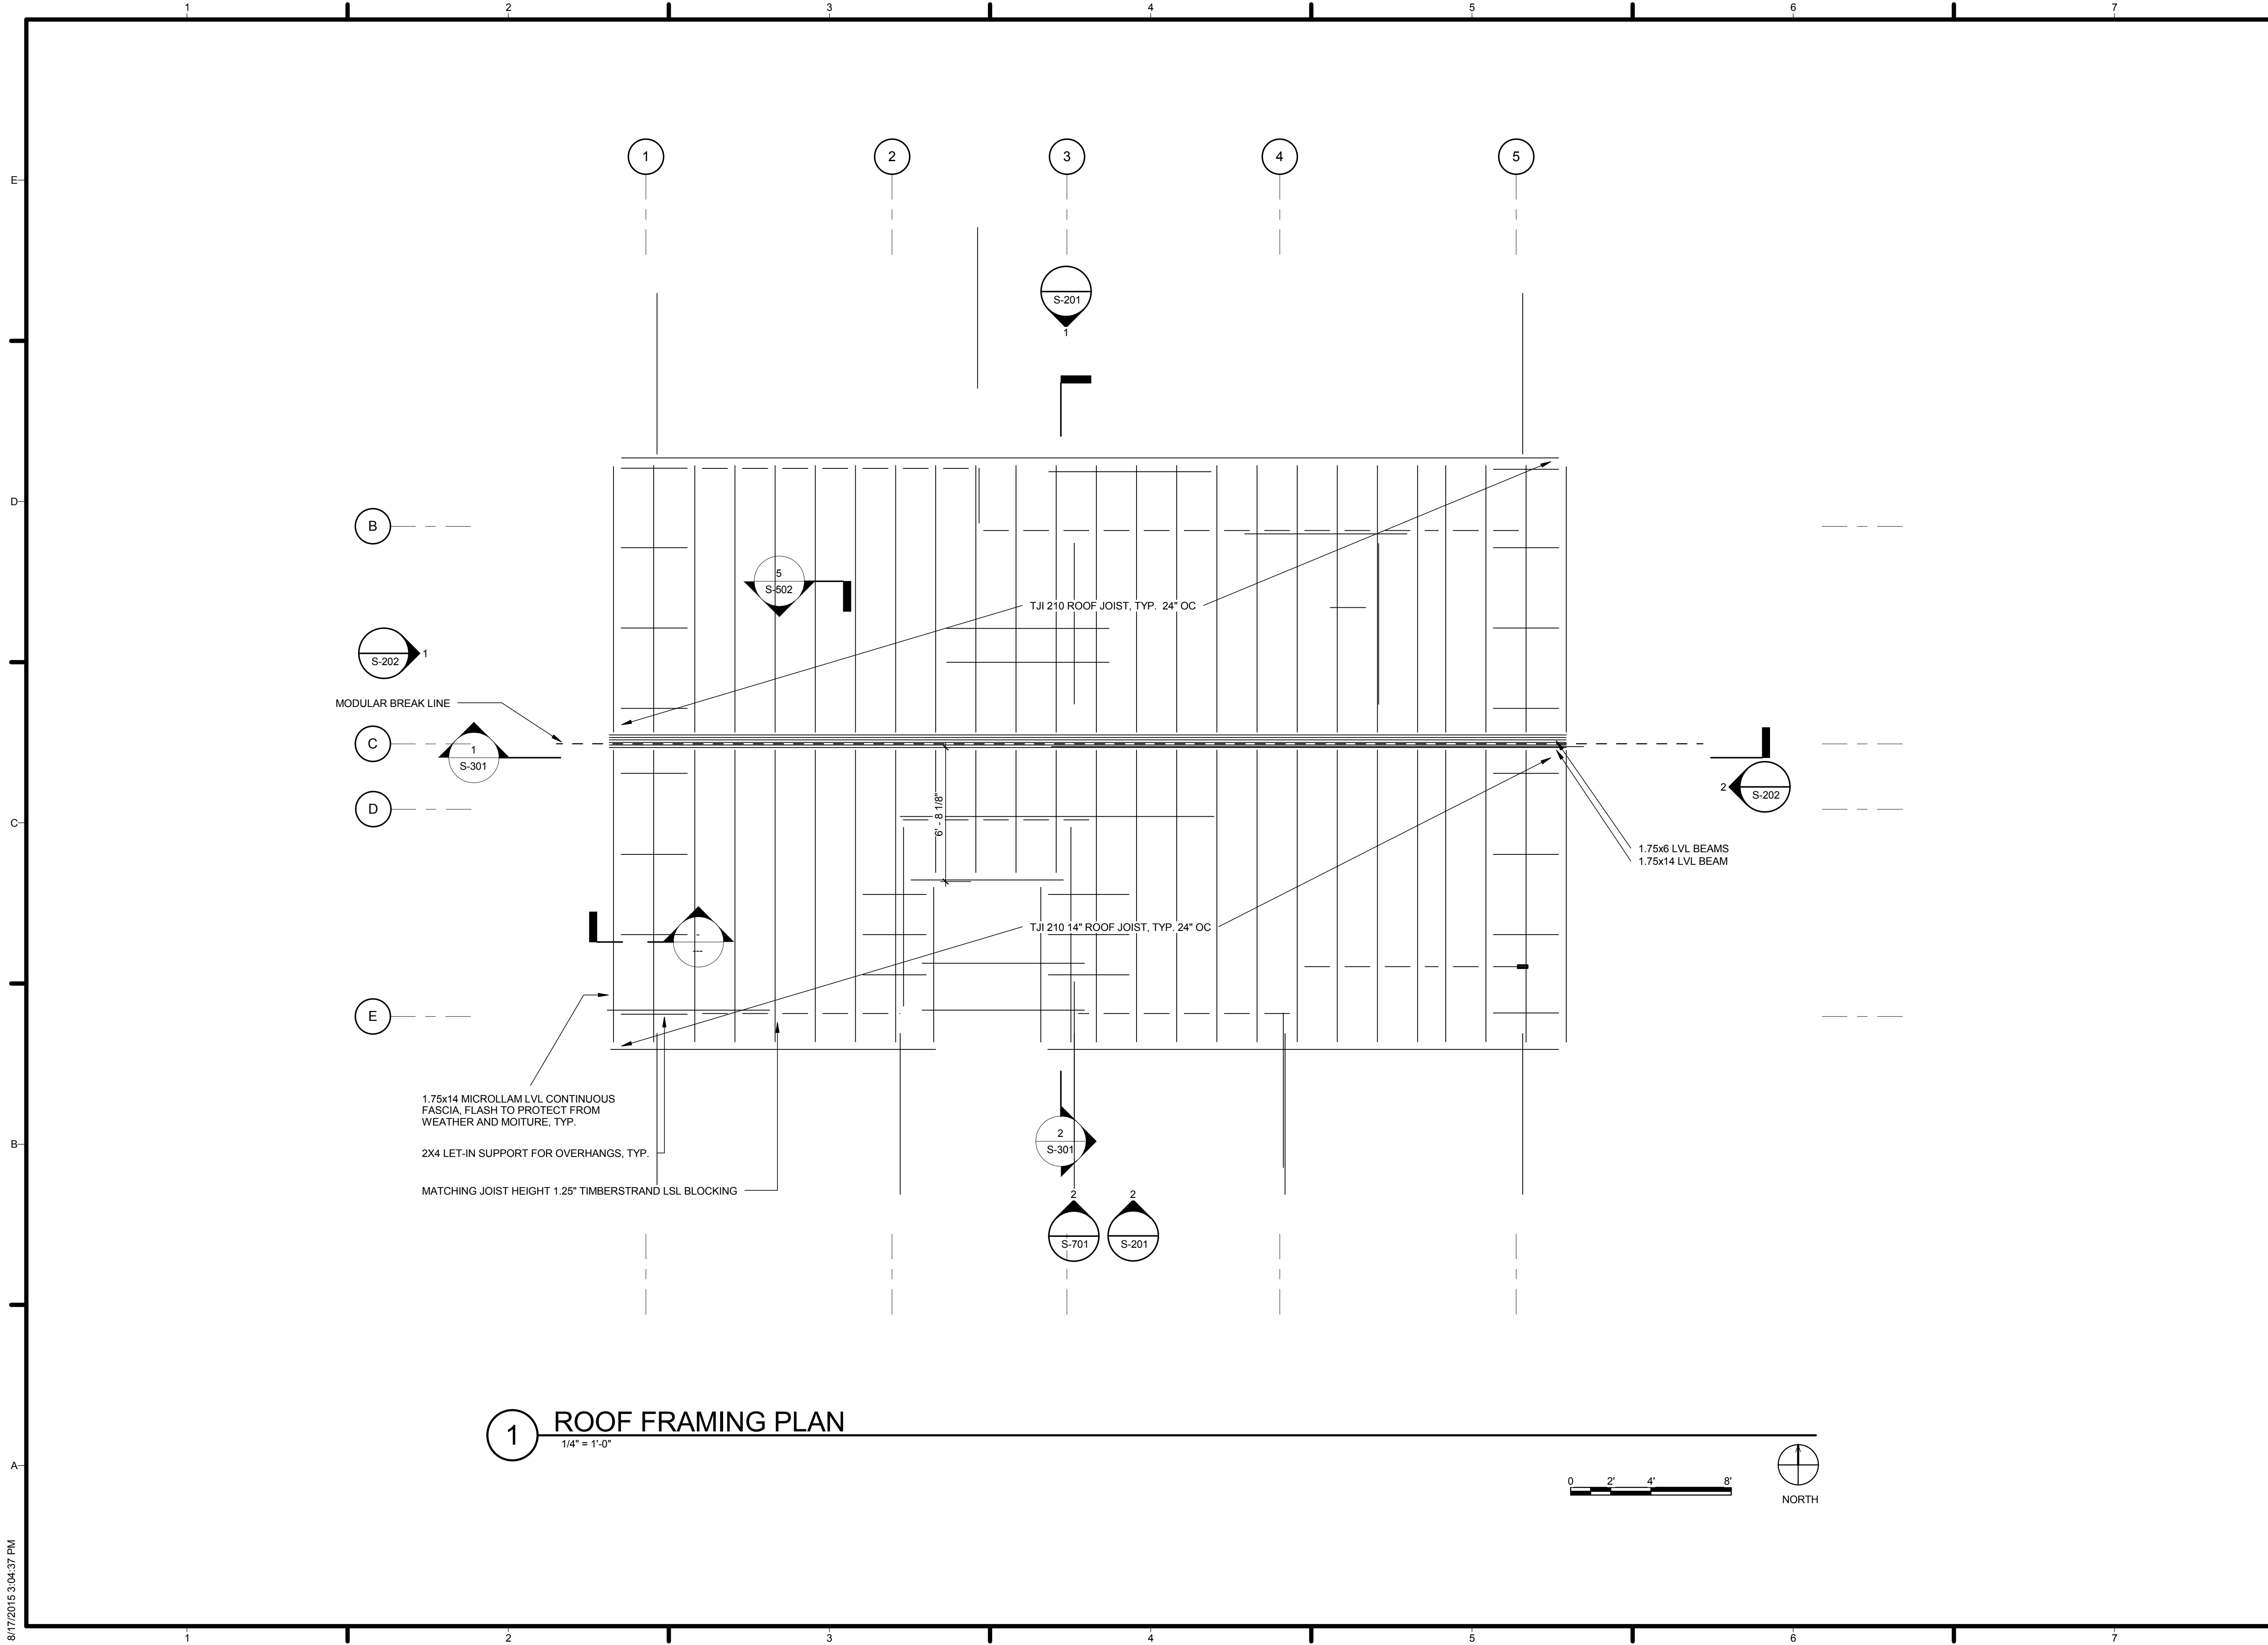 1 2 3 4 5 6 7
E
1 2 3 4 5
S-201
1
D
B
5
S-502
TJI 210 ROOF JOIST, TYP.  24" OC
S-202 1
MODULAR BREAK LINE
C
1
S-301
2 S-202
D
C
6' - 8 1/8"
1.75x6 LVL BEAMS
1.75x14 LVL BEAM
TJI 210 14" ROOF JOIST, TYP. 24" OC
-
---
E
1.75x14 MICROLLAM LVL CONTINUOUS
FASCIA, FLASH TO PROTECT FROM
WEATHER AND MOITURE, TYP.
B
2
S-301
2X4 LET-IN SUPPORT FOR OVERHANGS, TYP.
MATCHING JOIST HEIGHT 1.25" TIMBERSTRAND LSL BLOCKING
2 2
S-701 S-201
1 ROOF FRAMING PLAN
1/4" = 1'-0"
A
0 2' 4' 8'
NORTH
8/17/2015 3:04:37 PM
1 2 3 4 5 6 7